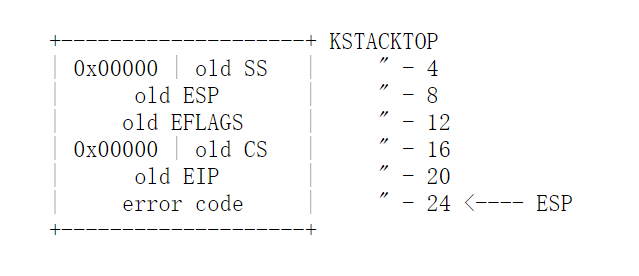 +--------------------+ KSTACKTOP
| 0x00000 | old SS   |     " - 4
|      old ESP       |     " - 8
|     old EFLAGS     |     " - 12
| 0x00000 | old CS   |     " - 16
|      old EIP       |     " - 20
|     error code     |     " - 24 <---- ESP
+--------------------+